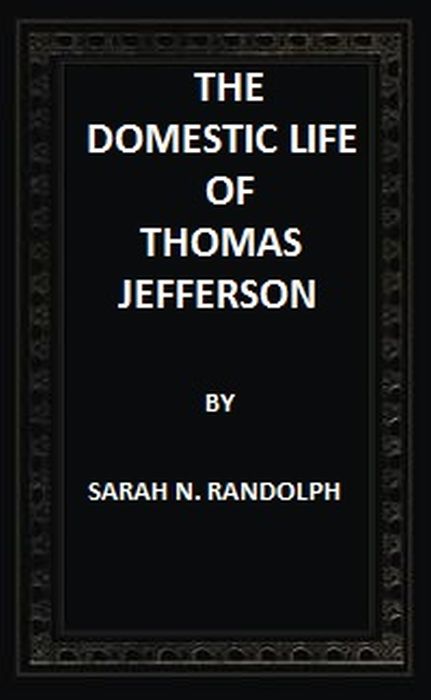 THE
DOMESTIC LIFE
OF
THOMAS
JEFFERSON
BY
SARAH N. RANDOLPH